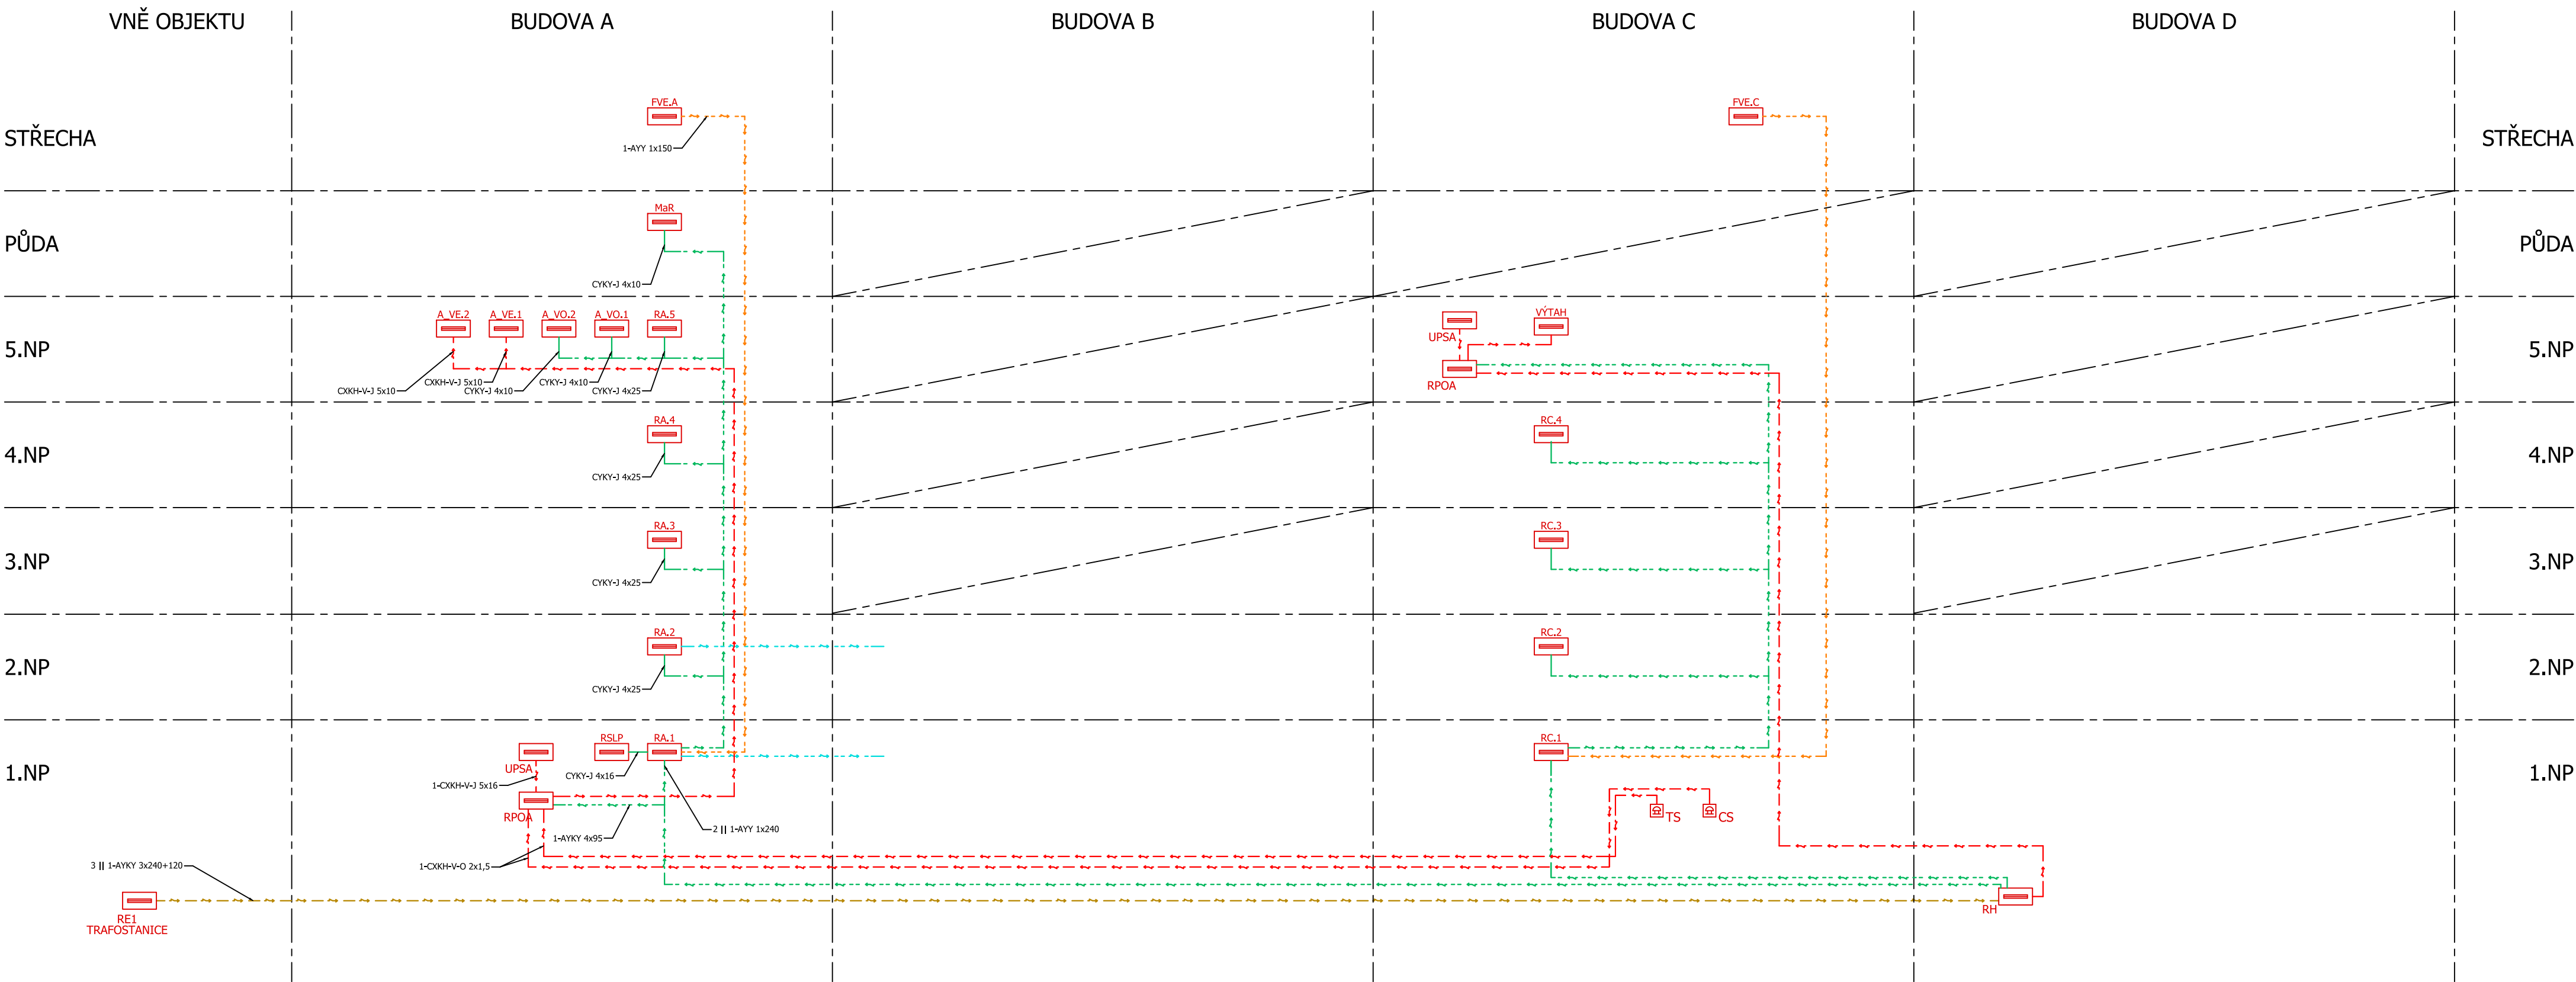 VNĚ OBJEKTU
BUDOVA A
BUDOVA B
BUDOVA C
BUDOVA D
FVE.A
FVE.C
STŘECHA
STŘECHA
1-AYY 1x150
MaR
PŮDA
PŮDA
CYKY-J 4x10
A_VE.2
A_VE.1
A_VO.2
A_VO.1
RA.5
VÝTAH
UPSA
5.NP
5.NP
RPOA
CXKH-V-J 5x10
CXKH-V-J 5x10
CYKY-J 4x10
CYKY-J 4x10
CYKY-J 4x25
RA.4
RC.4
4.NP
4.NP
CYKY-J 4x25
RA.3
RC.3
3.NP
3.NP
CYKY-J 4x25
RA.2
RC.2
2.NP
2.NP
CYKY-J 4x25
RSLP
RA.1
RC.1
UPSA
1.NP
1.NP
CYKY-J 4x16
1-CXKH-V-J 5x16
RPOA
TS
CS
1-AYKY 4x95
2 || 1-AYY 1x240
3 || 1-AYKY 3x240+120
1-CXKH-V-O 2x1,5
RE1
TRAFOSTANICE
RH